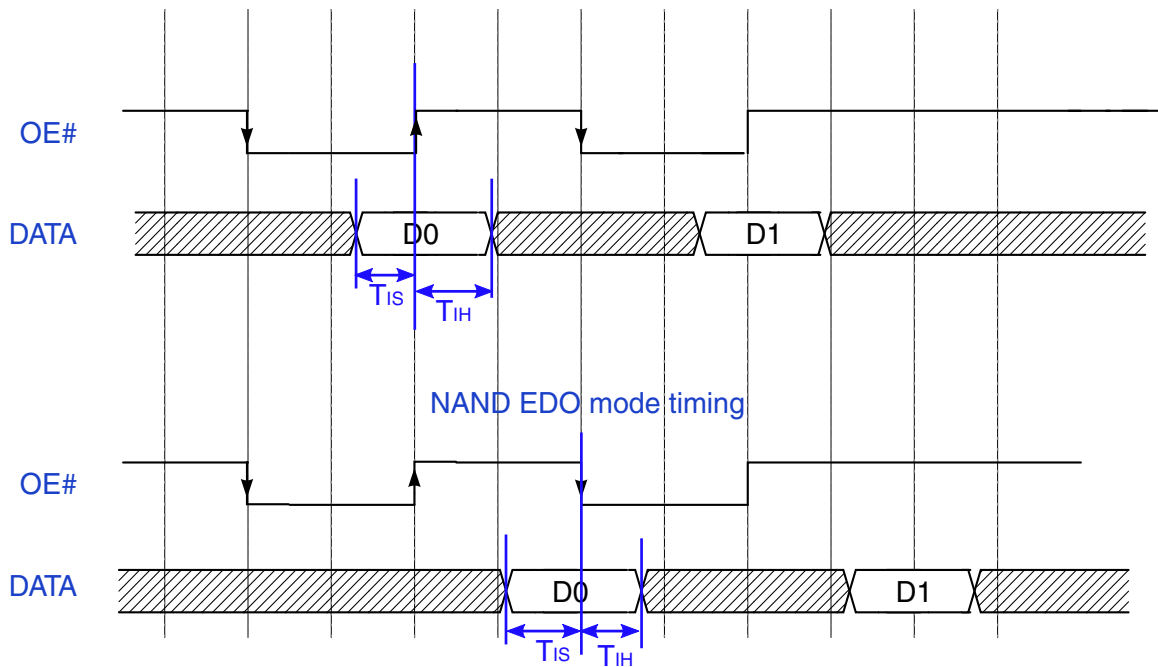 OE#
DATA
D0
D1
TIS
TIH
NAND EDO mode timing
OE#
DATA
D0
D1
TIS
TIH